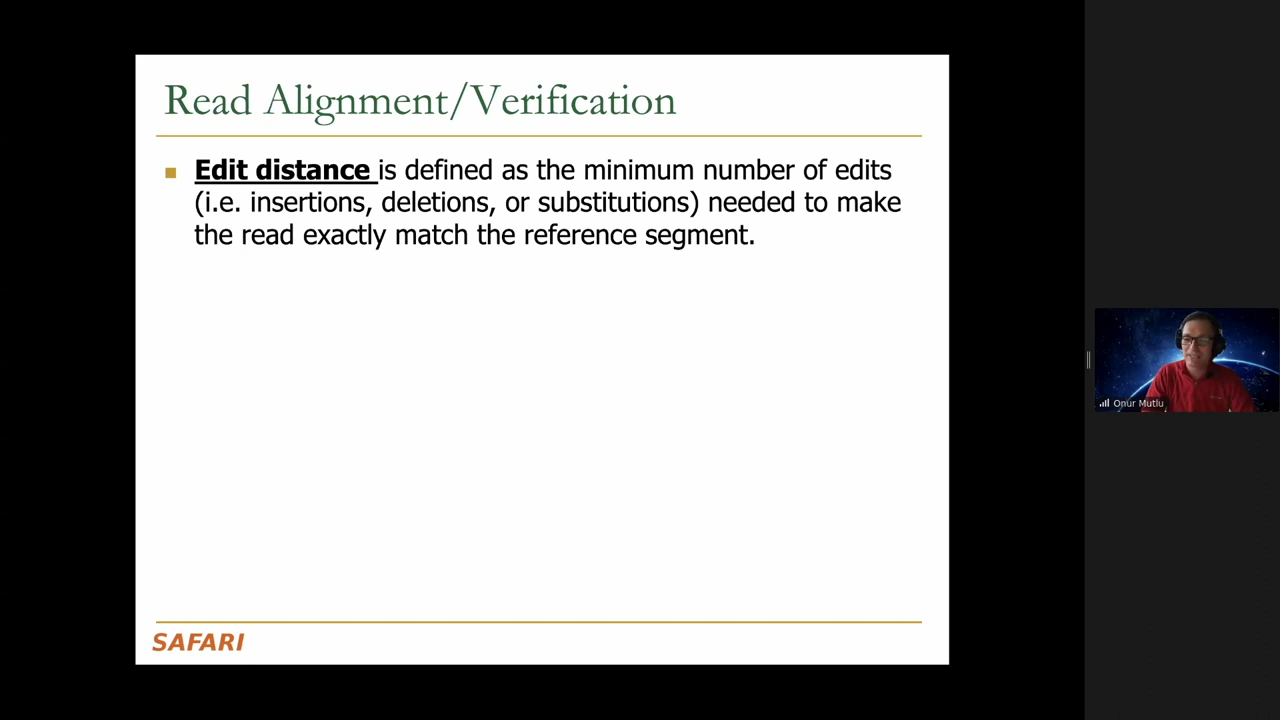 Read Alignment/Verification
Edit distance is defined as the minimum number of edits
(i.e. insertions, deletions, or substitutions) needed to make
the read exactly match the reference segment.
SAFARI
Onur Mutlu